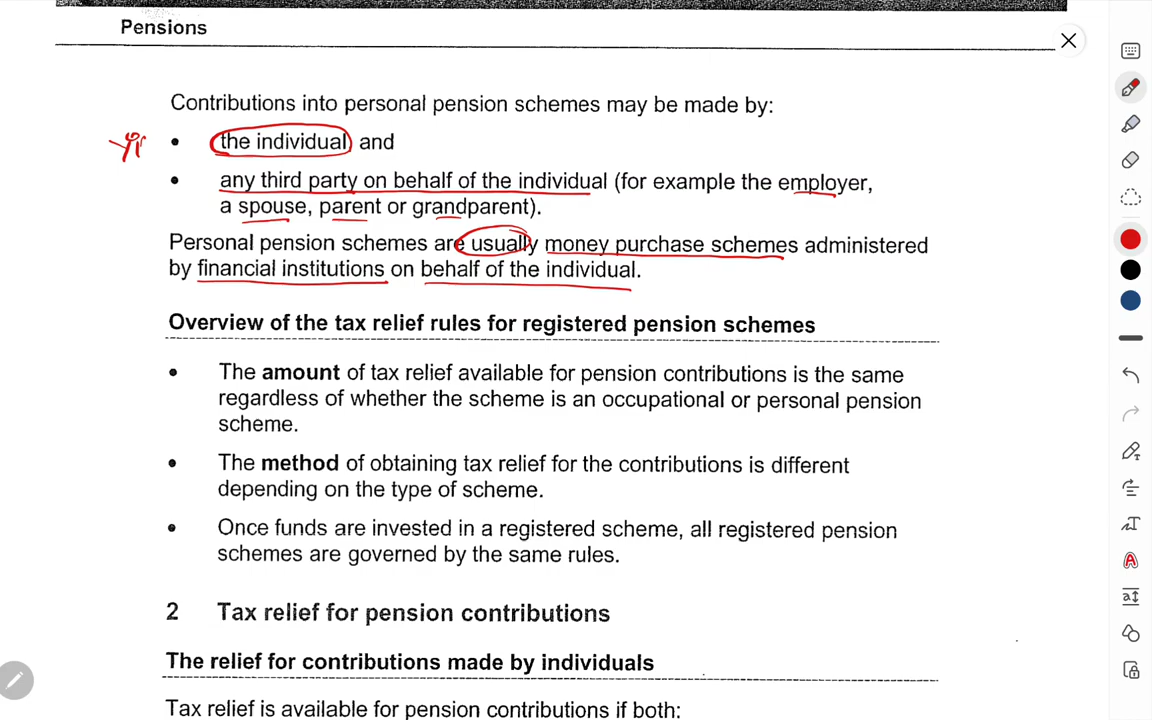 Pensions
Contributions into personal pension schemes may be made by:
• the individual and
• any third party on behalf of the individual (for example the employer,
a spouse, parent or grandparent).
Personal pension schemes are usually money purchase schemes administered
by financial institutions on behalf of the individual.
Overview of the tax relief rules for registered pension schemes
• The amount of tax relief available for pension contributions is the same
regardless of whether the scheme is an occupational or personal pension
scheme.
• The method of obtaining tax relief for the contributions is different
depending on the type of scheme.
• Once funds are invested in a registered scheme, all registered pension
schemes are governed by the same rules.
2 Tax relief for pension contributions
The relief for contributions made by individuals
Tax relief is available for pension contributions if both: